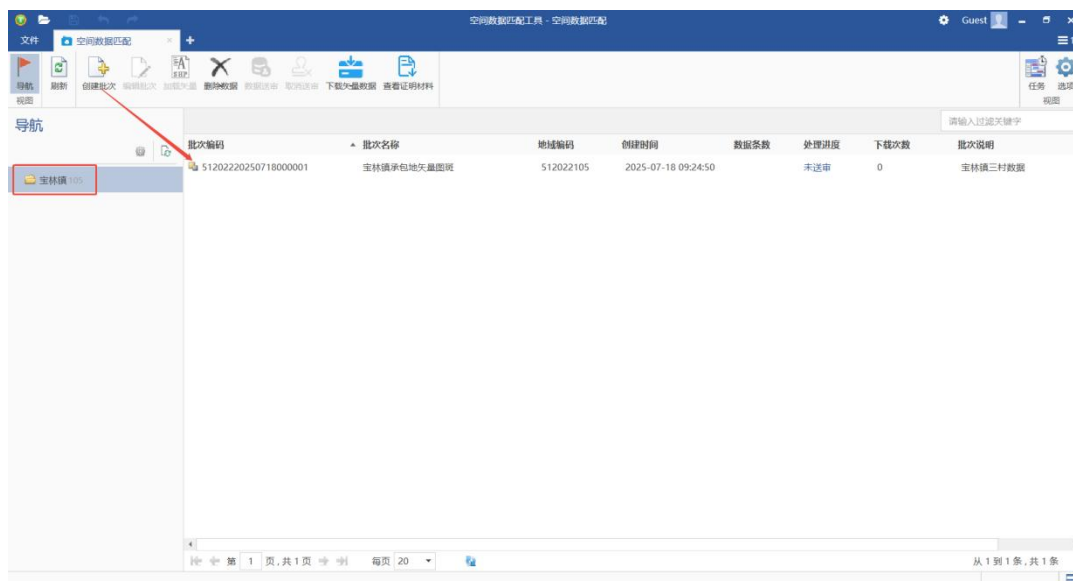 空间数据匹配工具 - 空间数据匹配
Guest
文件 空间数据匹配
导航 刷新 创建批次 编辑批次 加载矢量 删除数据 数据送审 取消送审 下载矢量数据 查看证明材料 任务 选项
视图 视图
导航
请输入过滤关键字
批次编码 批次名称 地域编码 创建时间 数据条数 处理进度 下载次数 批次说明
51202220250718000001 宝林镇承包地矢量图斑 512022105 2025-07-18 09:24:50 未送审 0 宝林镇三村数据
宝林镇 105
第 1 页,共1页 每页 20
从1到1条,共1条